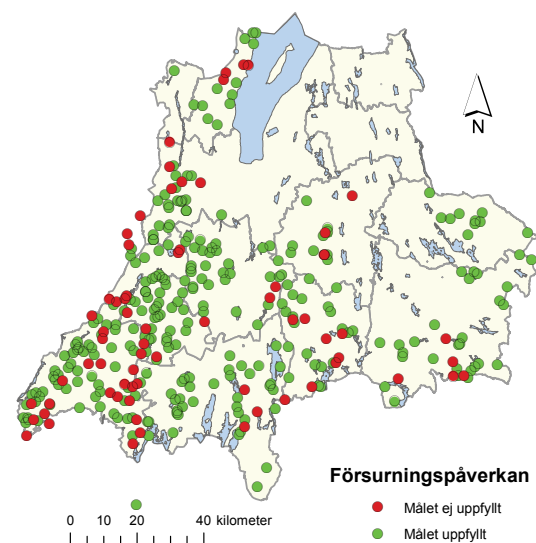 N
Försurningspåverkan
Målet ej uppfyllt
Målet uppfyllt
0 10 20 40 kilometer